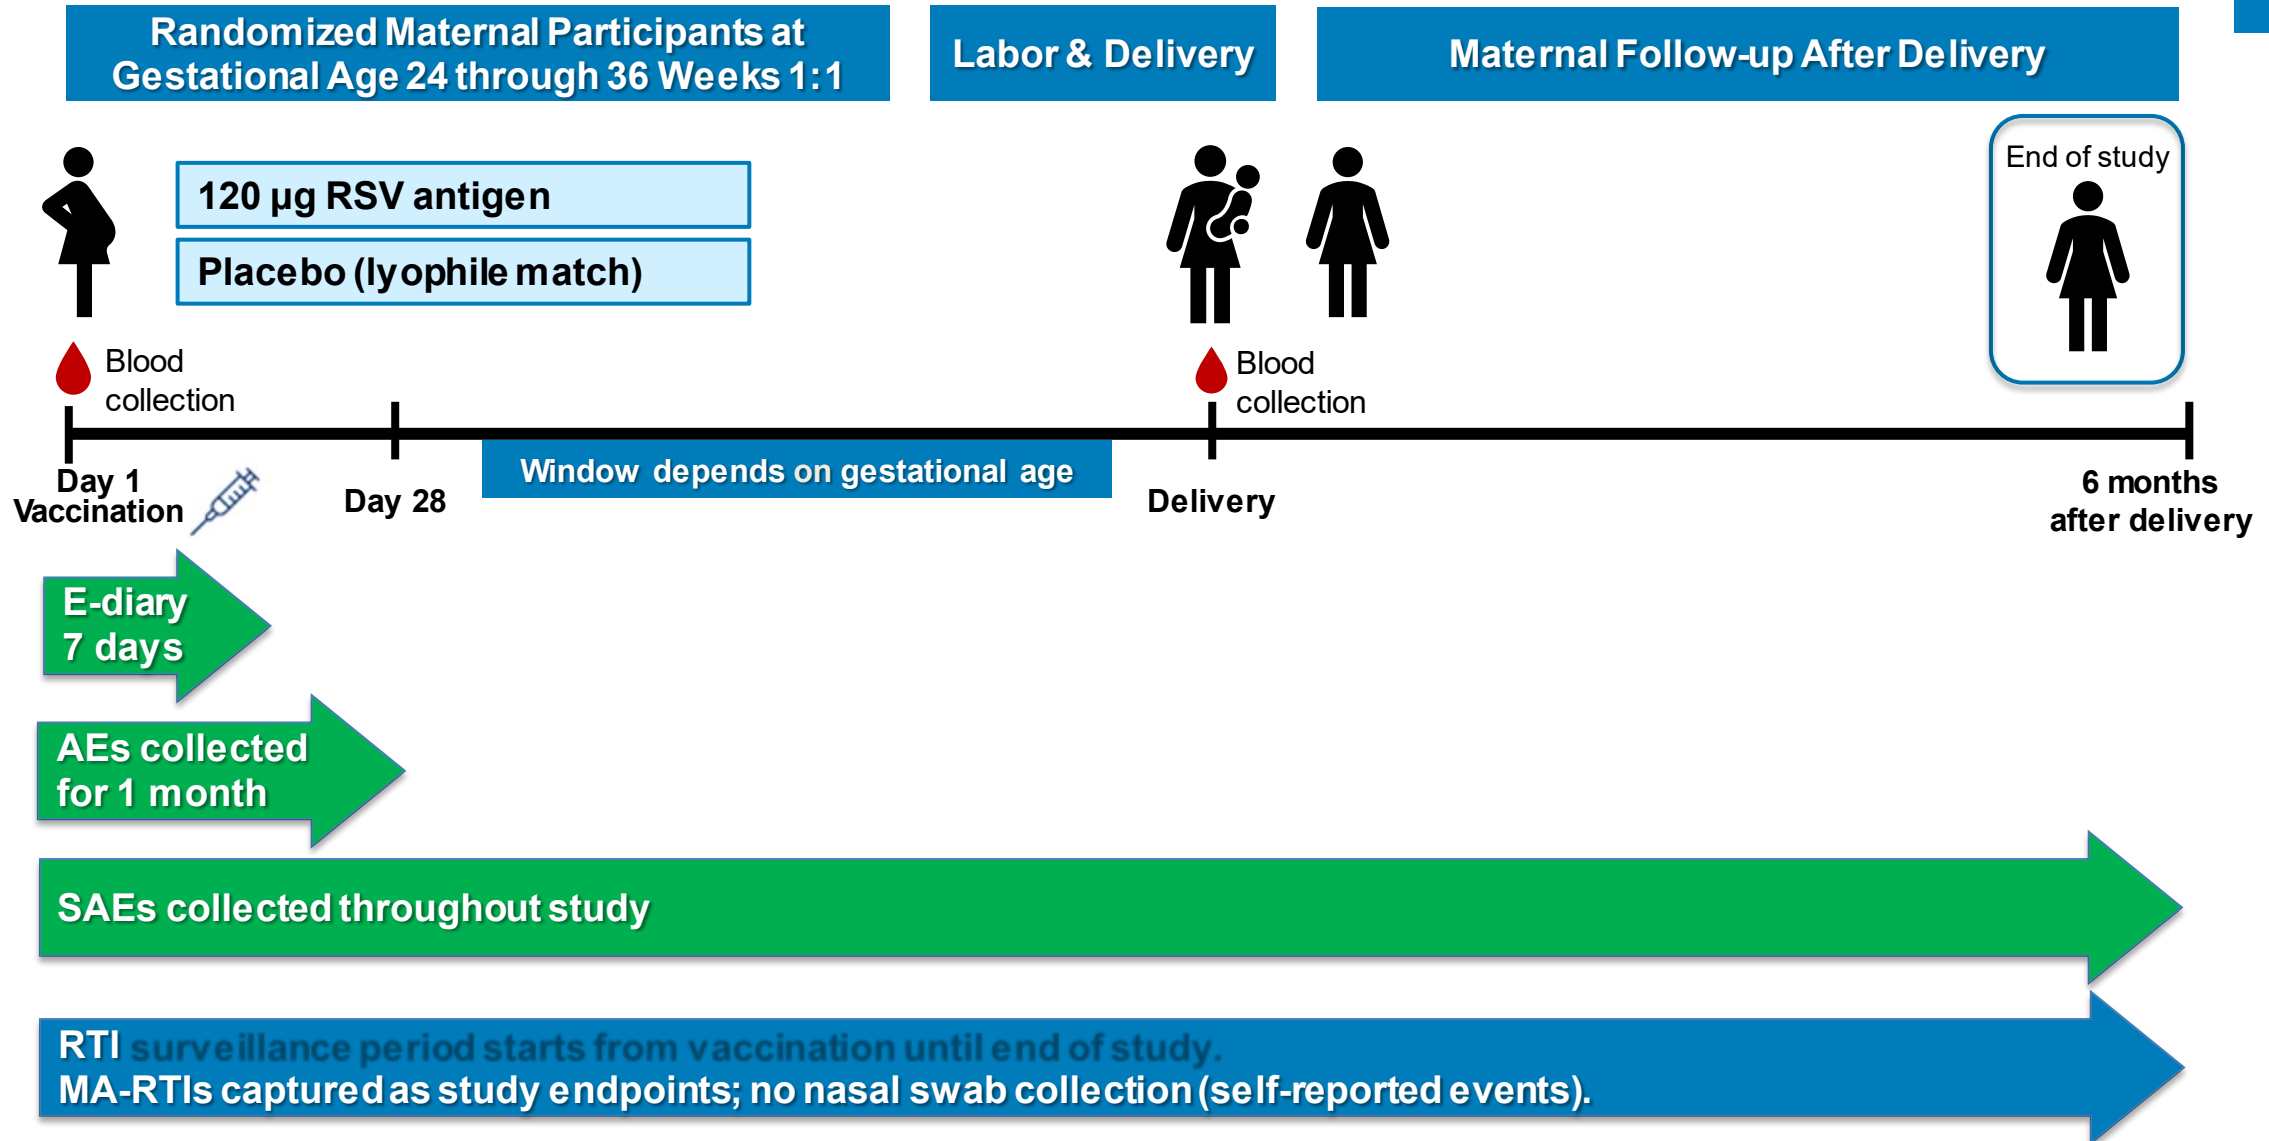 Randomized Maternal Participants at
Gestational Age 24 through 36 Weeks 1:1
Labor & Delivery
Maternal Follow-up After Delivery
120 µg RSV antigen
Placebo (lyophile match)
End of study
Blood
collection
Blood
collection
Window depends on gestational age
Day 1
Vaccination
Day 28
Delivery
6 months
after delivery
E-diary
7 days
AEs collected
for 1 month
SAEs collected throughout study
RTI surveillance period starts from vaccination until end of study.
MA-RTIs captured as study endpoints; no nasal swab collection (self-reported events).